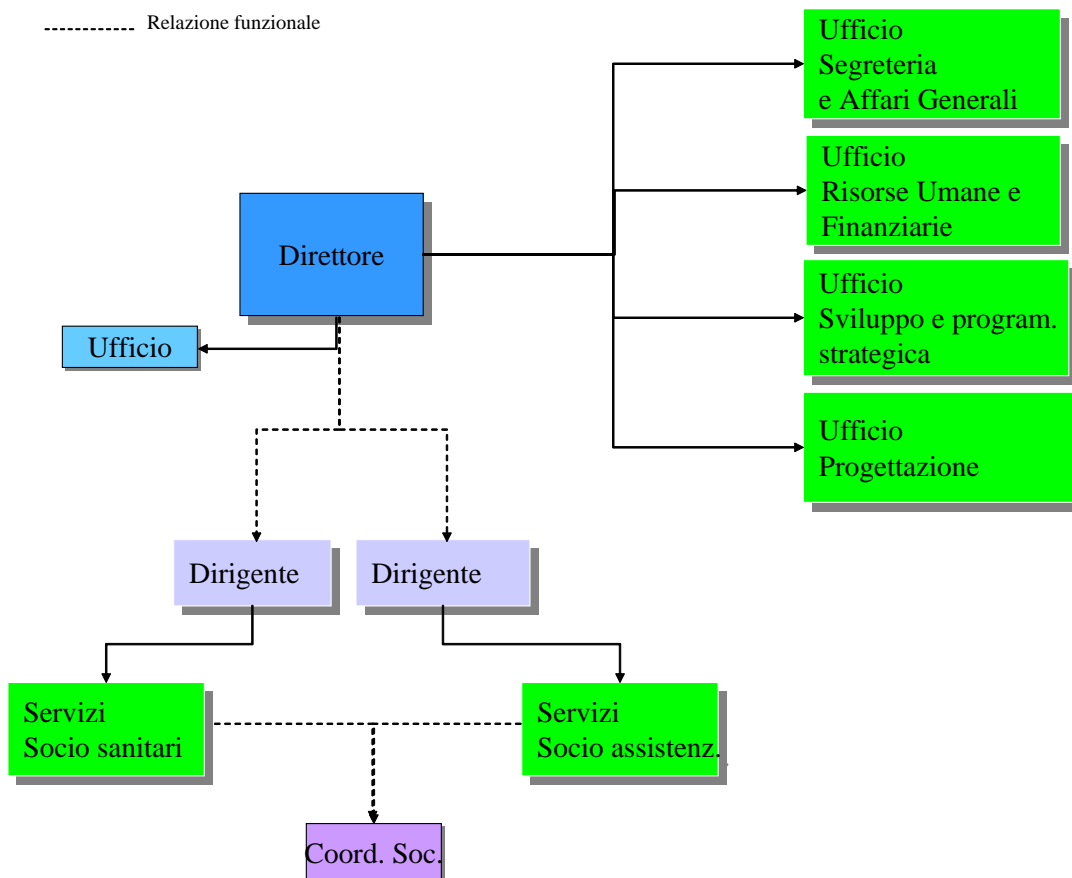 Relazione funzionale
Ufficio
Segreteria
e Affari Generali
Ufficio
Risorse Umane e
Finanziarie
Direttore
Ufficio
Sviluppo e program.
strategica
Ufficio
Ufficio
Progettazione
Dirigente
Dirigente
Servizi
Socio sanitari
Servizi
Socio assistenz.
Coord. Soc.